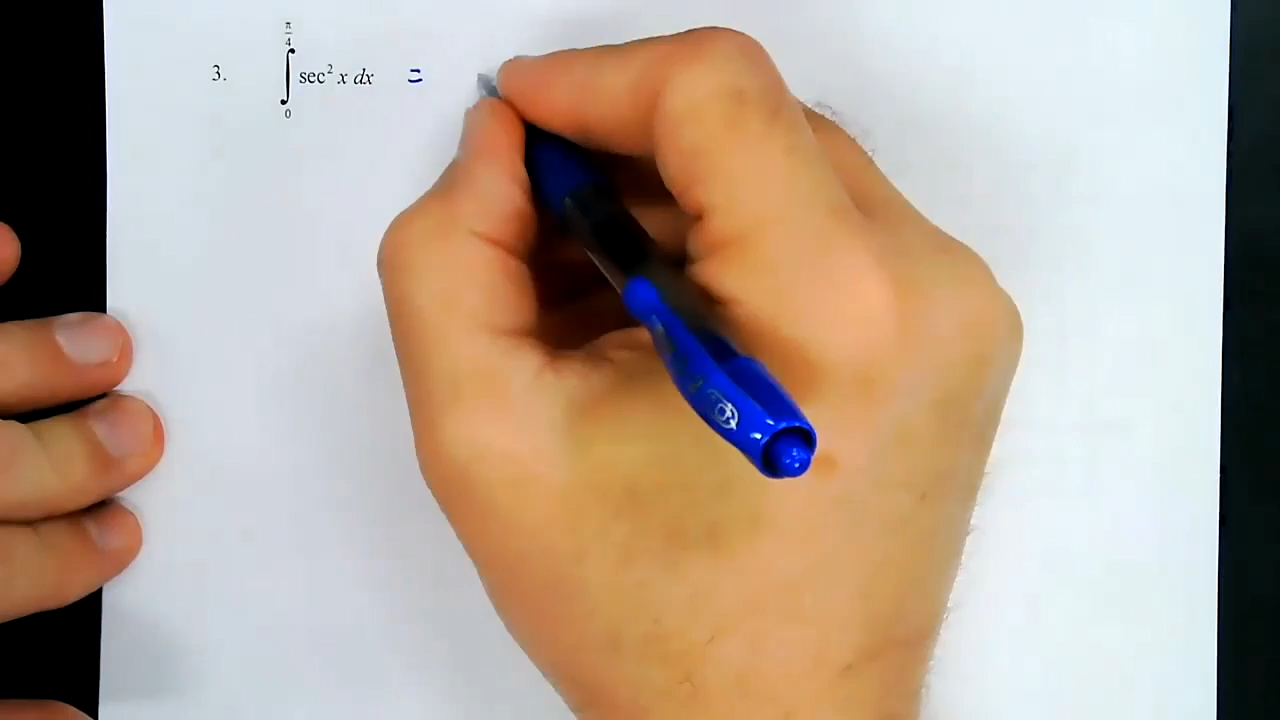 3. ∫₀^(π/4) sec² x dx =